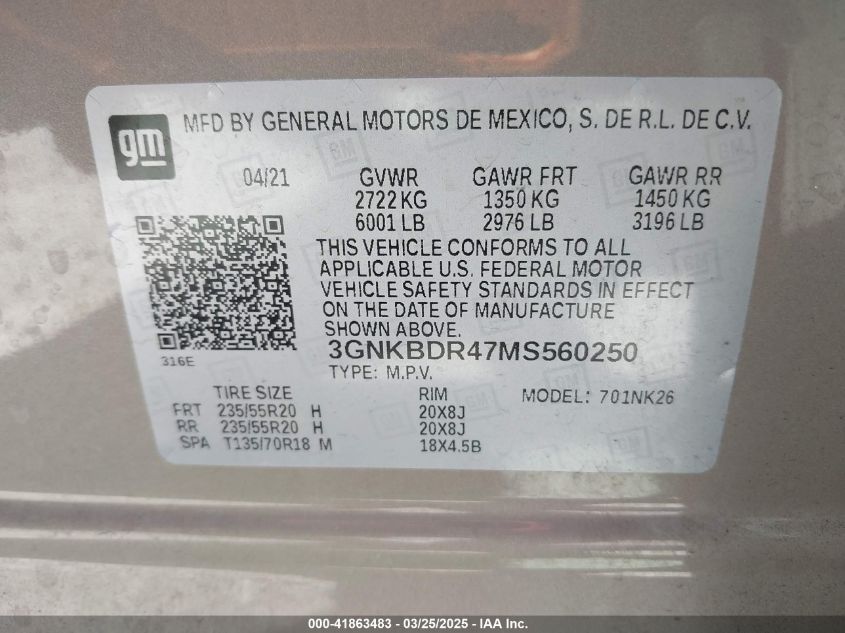 gm MFD BY GENERAL MOTORS DE MEXICO, S. DE R.L. DE C.V.
04/21 GVWR GAWR FRT GAWR RR
2722 KG 1350 KG 1450 KG
6001 LB 2976 LB 3196 LB
THIS VEHICLE CONFORMS TO ALL
APPLICABLE U.S. FEDERAL MOTOR
VEHICLE SAFETY STANDARDS IN EFFECT
ON THE DATE OF MANUFACTURE
SHOWN ABOVE.
316E 3GNKBDR47MS560250
TYPE: M.P.V.
TIRE SIZE RIM MODEL: 701NK26
FRT 235/55R20 H 20X8J
RR 235/55R20 H 20X8J
SPA T135/70R18 M 18X4.5B
000-41863483 - 03/25/2025 - IAA Inc.